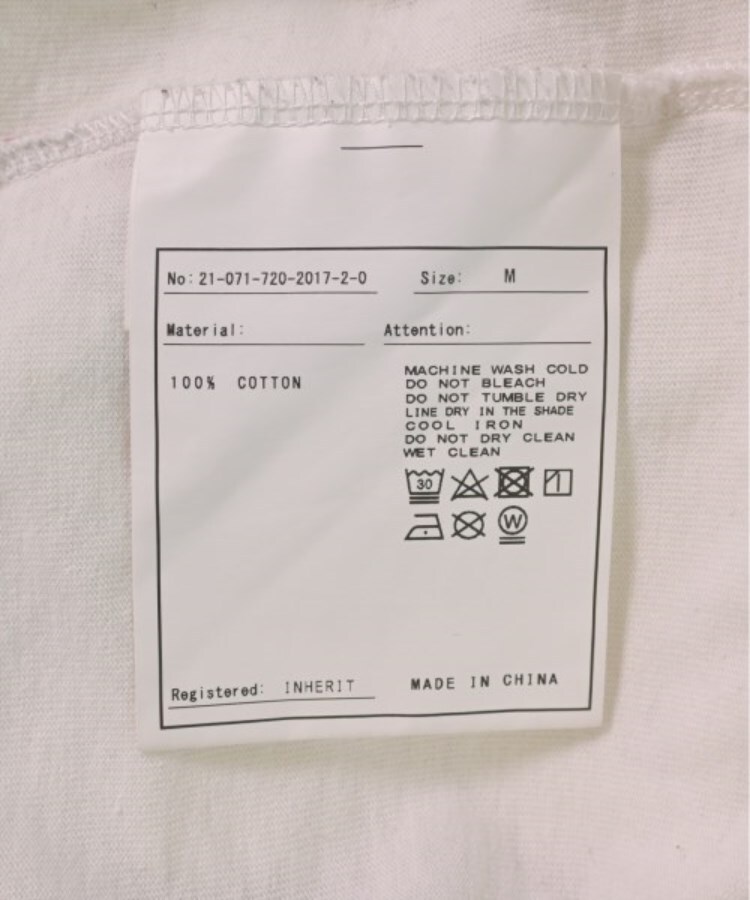 No: 21-071-720-2017-2-0 Size: M
Material: Attention:
100% COTTON
MACHINE WASH COLD
DO NOT BLEACH
DO NOT TUMBLE DRY
LINE DRY IN THE SHADE
COOL IRON
DO NOT DRY CLEAN
WET CLEAN
30
W
Registered: INHERIT MADE IN CHINA